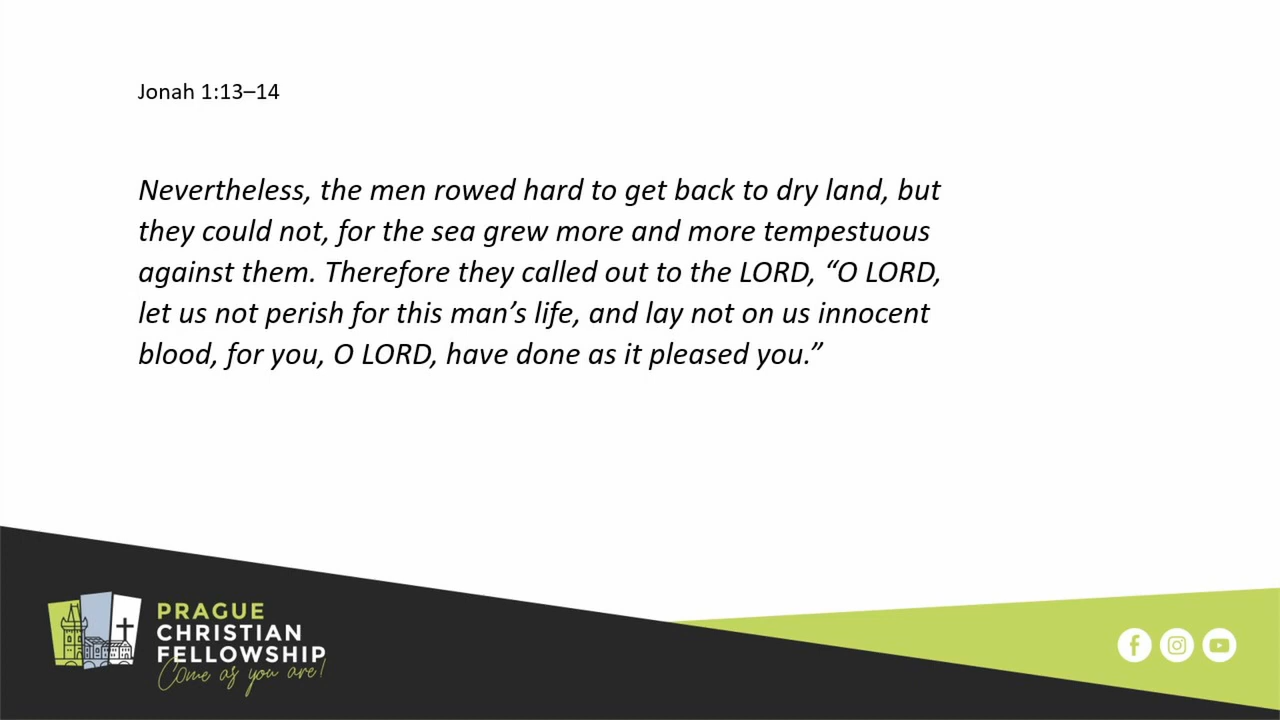 Jonah 1:13–14
Nevertheless, the men rowed hard to get back to dry land, but
they could not, for the sea grew more and more tempestuous
against them. Therefore they called out to the LORD, “O LORD,
let us not perish for this man’s life, and lay not on us innocent
blood, for you, O LORD, have done as it pleased you.”
PRAGUE
CHRISTIAN
FELLOWSHIP
Come as you are!